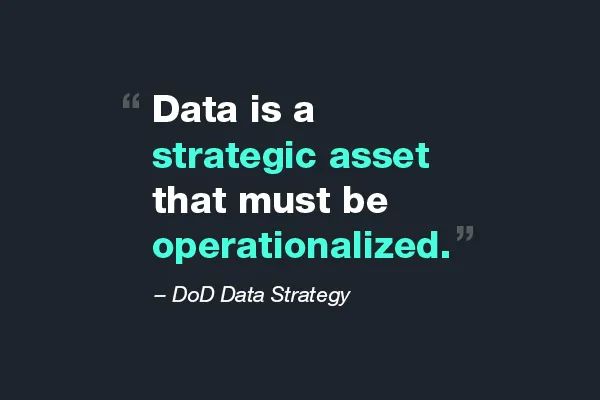 “ Data is a
strategic asset
that must be
operationalized. ”
– DoD Data Strategy